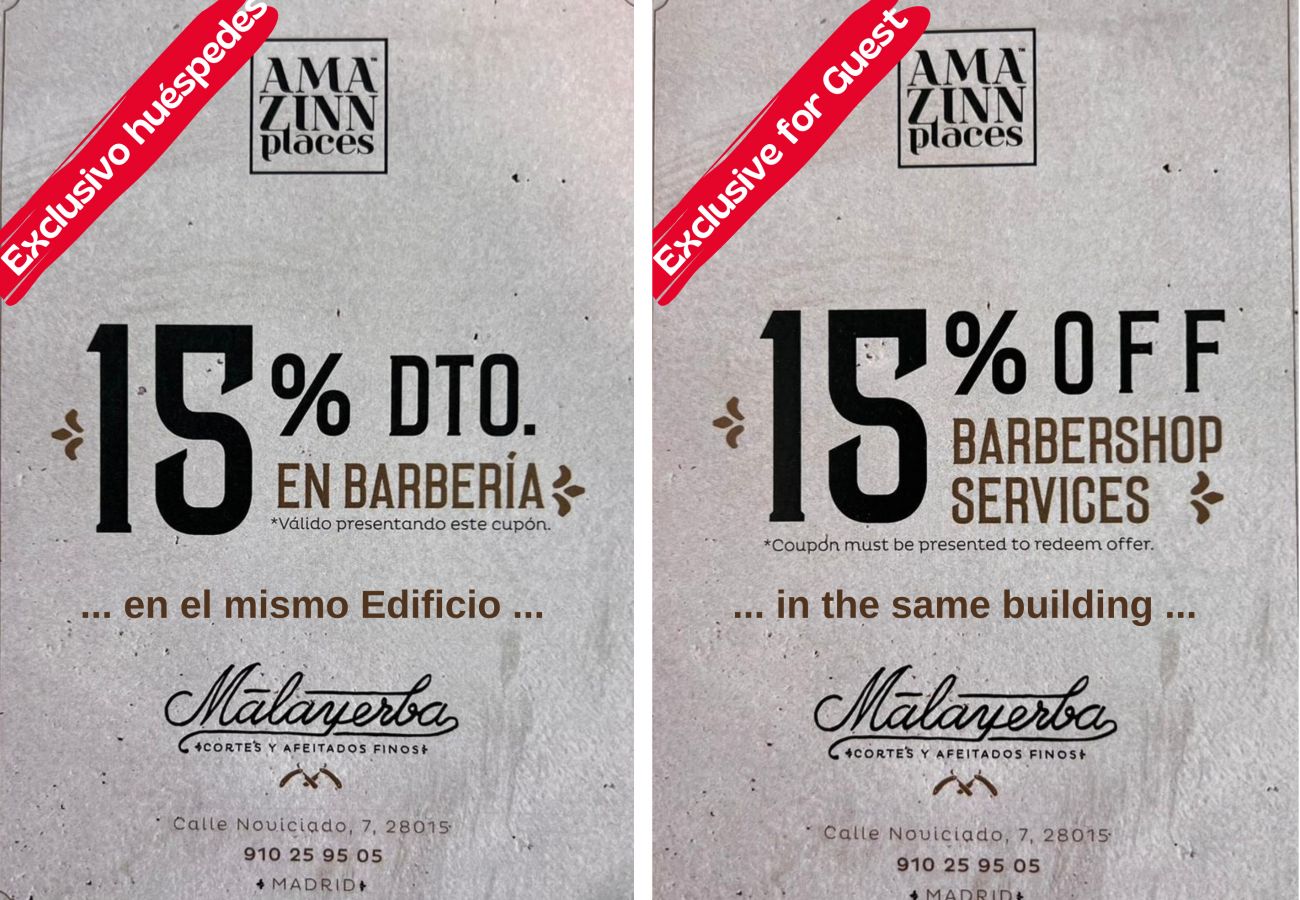 Exclusivo huéspedes
AMA™
ZINN
places
15% DTO.
EN BARBERÍA
*Válido presentando este cupón.
... en el mismo Edificio ...
Malayerba
CORTES Y AFEITADOS FINOS
Calle Noviciado, 7, 28015
910 25 95 05
MADRID
Exclusive for Guest
AMA™
ZINN
places
15% OFF
BARBERSHOP
SERVICES
*Coupon must be presented to redeem offer.
... in the same building ...
Malayerba
CORTES Y AFEITADOS FINOS
Calle Noviciado, 7, 28015
910 25 95 05
MADRID